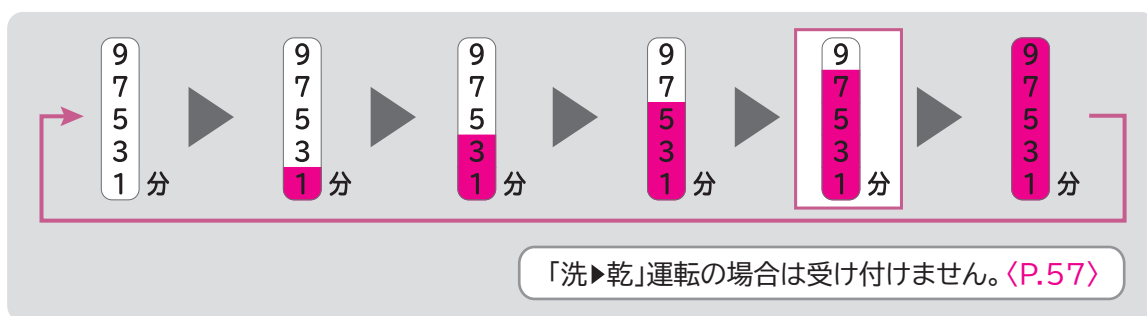 9 9 9 9 9 9
7 7 7 7 7 7
5 5 5 5 5 5
3 3 3 3 3 3
1 分 1 分 1 分 1 分 1 分 1 分
「洗▶乾」運転の場合は受け付けません。〈P.57〉